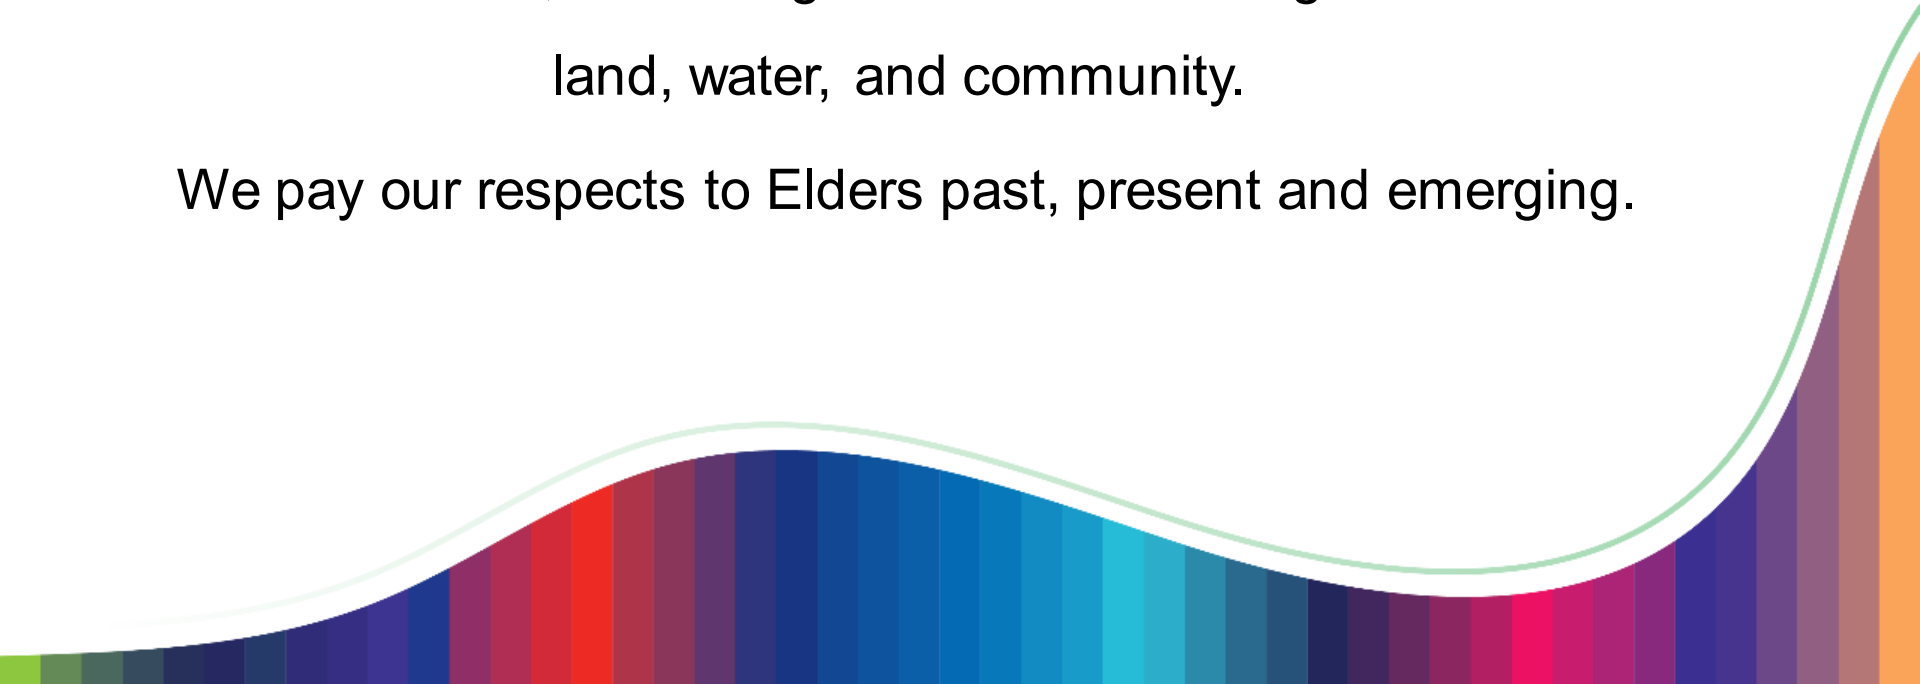 land, water, and community.
We pay our respects to Elders past, present and emerging.